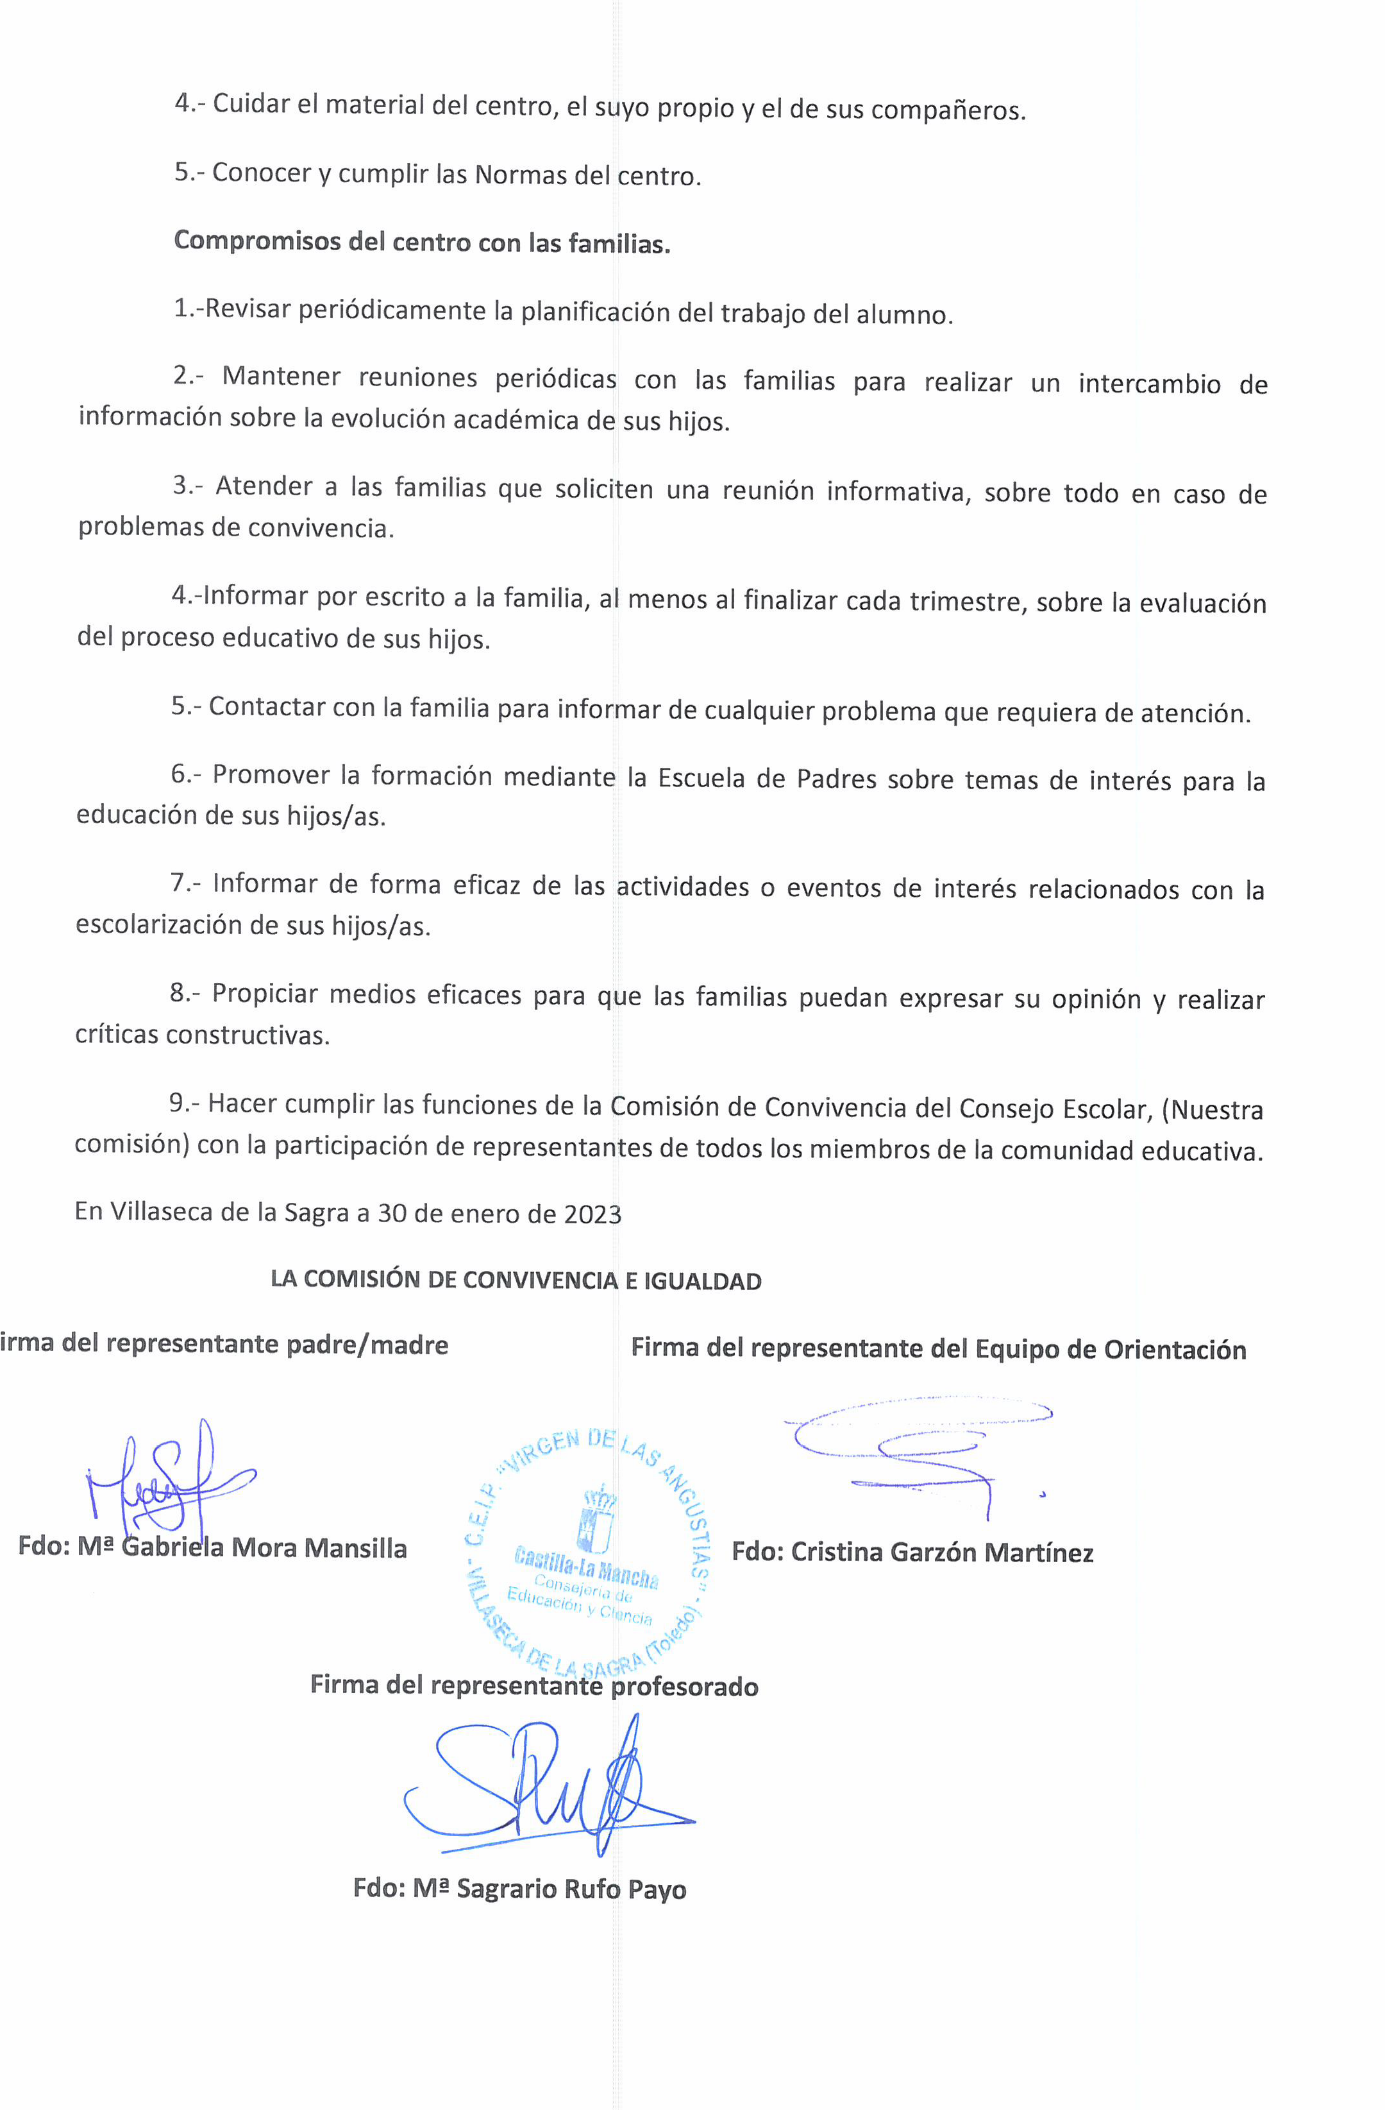 4.- Cuidar el material del centro, el suyo propio y el de sus compañeros.
5.- Conocer y cumplir las Normas del centro.
Compromisos del centro con las familias.
1.-Revisar periódicamente la planificación del trabajo del alumno.
2.- Mantener reuniones periódicas con las familias para realizar un intercambio de
información sobre la evolución académica de sus hijos.
3.- Atender a las familias que soliciten una reunión informativa, sobre todo en caso de
problemas de convivencia.
4.-Informar por escrito a la familia, al menos al finalizar cada trimestre, sobre la evaluación
del proceso educativo de sus hijos.
5.- Contactar con la familia para informar de cualquier problema que requiera de atención.
6.- Promover la formación mediante la Escuela de Padres sobre temas de interés para la
educación de sus hijos/as.
7.- Informar de forma eficaz de las actividades o eventos de interés relacionados con la
escolarización de sus hijos/as.
8.- Propiciar medios eficaces para que las familias puedan expresar su opinión y realizar
críticas constructivas.
9.- Hacer cumplir las funciones de la Comisión de Convivencia del Consejo Escolar, (Nuestra
comisión) con la participación de representantes de todos los miembros de la comunidad educativa.
En Villaseca de la Sagra a 30 de enero de 2023
LA COMISIÓN DE CONVIVENCIA E IGUALDAD
irma del representante padre/madre
Firma del representante del Equipo de Orientación
C.E.I.P. "VIRGEN DE LAS ANGUSTIAS" -
Castilla-La Mancha
Consejería de
Educación y Ciencia
- VILLASECA DE LA SAGRA (Toledo)
Fdo: Mª Gabriela Mora Mansilla
Fdo: Cristina Garzón Martínez
Firma del representante profesorado
SRufo
Fdo: Mª Sagrario Rufo Payo